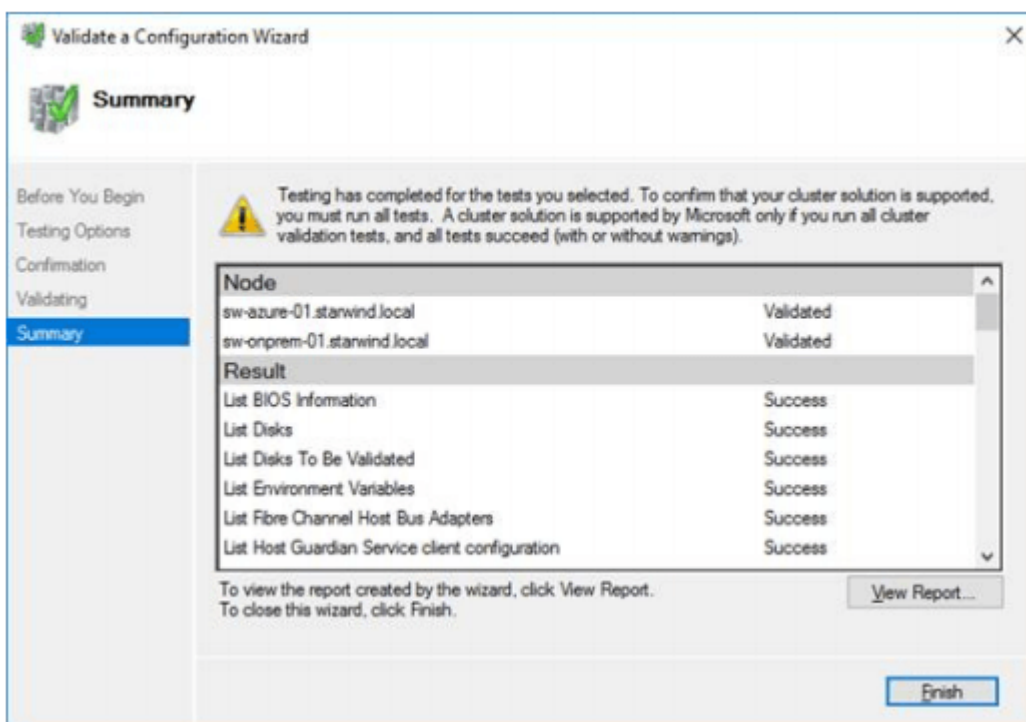 Validate a Configuration Wizard
Summary
Before You Begin
Testing Options
Confirmation
Validating
Summary
Testing has completed for the tests you selected. To confirm that your cluster solution is supported,
you must run all tests. A cluster solution is supported by Microsoft only if you run all cluster
validation tests, and all tests succeed (with or without warnings).
Node
sw-azure-01.starwind.local Validated
sw-onprem-01.starwind.local Validated
Result
List BIOS Information Success
List Disks Success
List Disks To Be Validated Success
List Environment Variables Success
List Fibre Channel Host Bus Adapters Success
List Host Guardian Service client configuration Success
To view the report created by the wizard, click View Report.
To close this wizard, click Finish.
View Report...
Finish